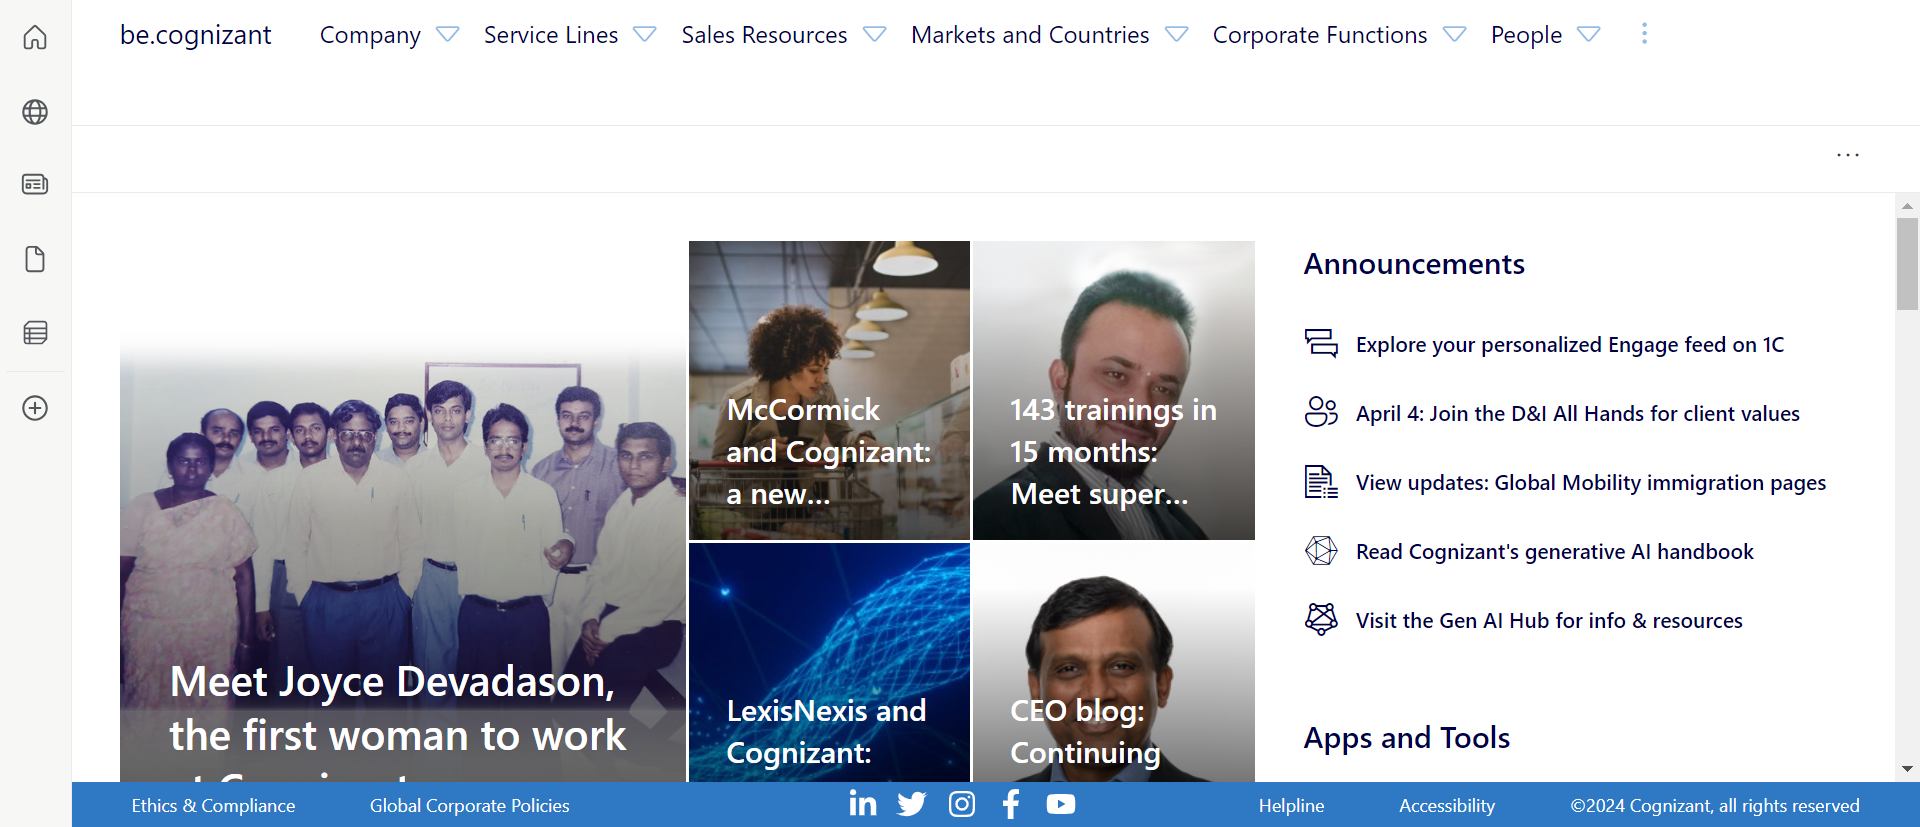 be.cognizant
Company
Service Lines
Sales Resources
Markets and Countries
Corporate Functions
People
Meet Joyce Devadason,
the first woman to work
McCormick
and Cognizant:
a new...
143 trainings in
15 months:
Meet super...
LexisNexis and
Cognizant:
CEO blog:
Continuing
Announcements
Explore your personalized Engage feed on 1C
April 4: Join the D&I All Hands for client values
View updates: Global Mobility immigration pages
Read Cognizant's generative AI handbook
Visit the Gen AI Hub for info & resources
Apps and Tools
Ethics & Compliance
Global Corporate Policies
Helpline
Accessibility
©2024 Cognizant, all rights reserved